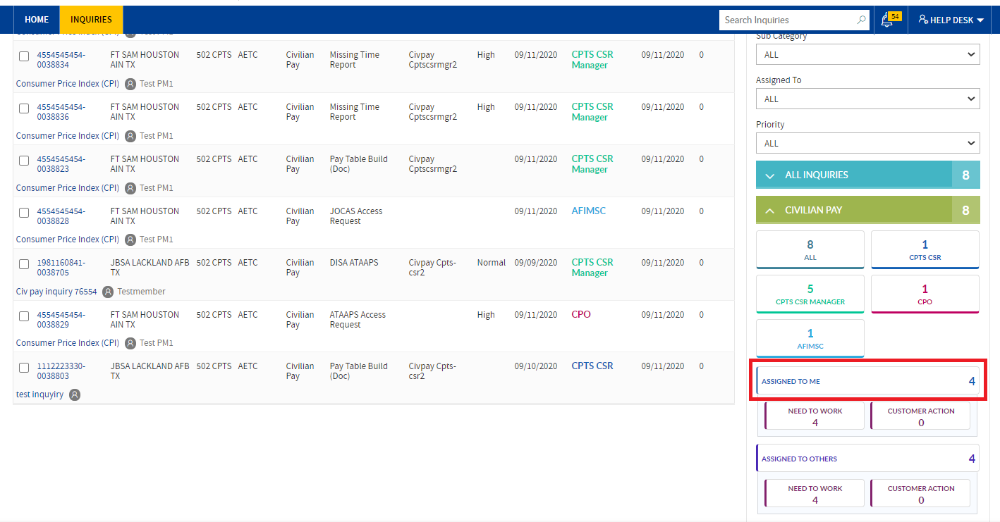 HOME INQUIRIES Search Inquiries 54 HELP DESK
Consumer Price Index (CPI) Test PM1
4554545454- FT SAM HOUSTON 502 CPTS AETC Civilian Missing Time Civpay High 09/11/2020 CPTS CSR 09/11/2020 0
0038834 AIN TX Pay Report Cptscsrmgr2 Manager
Consumer Price Index (CPI) Test PM1
4554545454- FT SAM HOUSTON 502 CPTS AETC Civilian Missing Time Civpay High 09/11/2020 CPTS CSR 09/11/2020 0
0038836 AIN TX Pay Report Cptscsrmgr2 Manager
Consumer Price Index (CPI) Test PM1
4554545454- FT SAM HOUSTON 502 CPTS AETC Civilian Pay Table Build Civpay 09/11/2020 CPTS CSR 09/11/2020 0
0038823 AIN TX Pay (Doc) Cptscsrmgr2 Manager
Consumer Price Index (CPI) Test PM1
4554545454- FT SAM HOUSTON 502 CPTS AETC Civilian JOCAS Access 09/11/2020 AFIMSC 09/11/2020 0
0038828 AIN TX Pay Request
Consumer Price Index (CPI) Test PM1
1981160841- JBSA LACKLAND AFB 502 CPTS AETC Civilian DISA ATAAPS Civpay Cpts- Normal 09/09/2020 CPTS CSR 09/11/2020 0
0038705 TX Pay csr2 Manager
Civ pay inquiry 76554 Testmember
4554545454- FT SAM HOUSTON 502 CPTS AETC Civilian ATAAPS Access High 09/11/2020 CPO 09/11/2020 0
0038829 AIN TX Pay Request
Consumer Price Index (CPI) Test PM1
1112223330- JBSA LACKLAND AFB 502 CPTS AETC Civilian Pay Table Build Civpay Cpts- 09/10/2020 CPTS CSR 09/11/2020 0
0038803 TX Pay (Doc) csr2
test inquyiry
Sub Category
ALL
Assigned To
ALL
Priority
ALL
ALL INQUIRIES 8
CIVILIAN PAY 8
8 1
ALL CPTS CSR
5 1
CPTS CSR MANAGER CPO
1
AFIMSC
ASSIGNED TO ME 4
NEED TO WORK CUSTOMER ACTION
4 0
ASSIGNED TO OTHERS 4
NEED TO WORK CUSTOMER ACTION
4 0